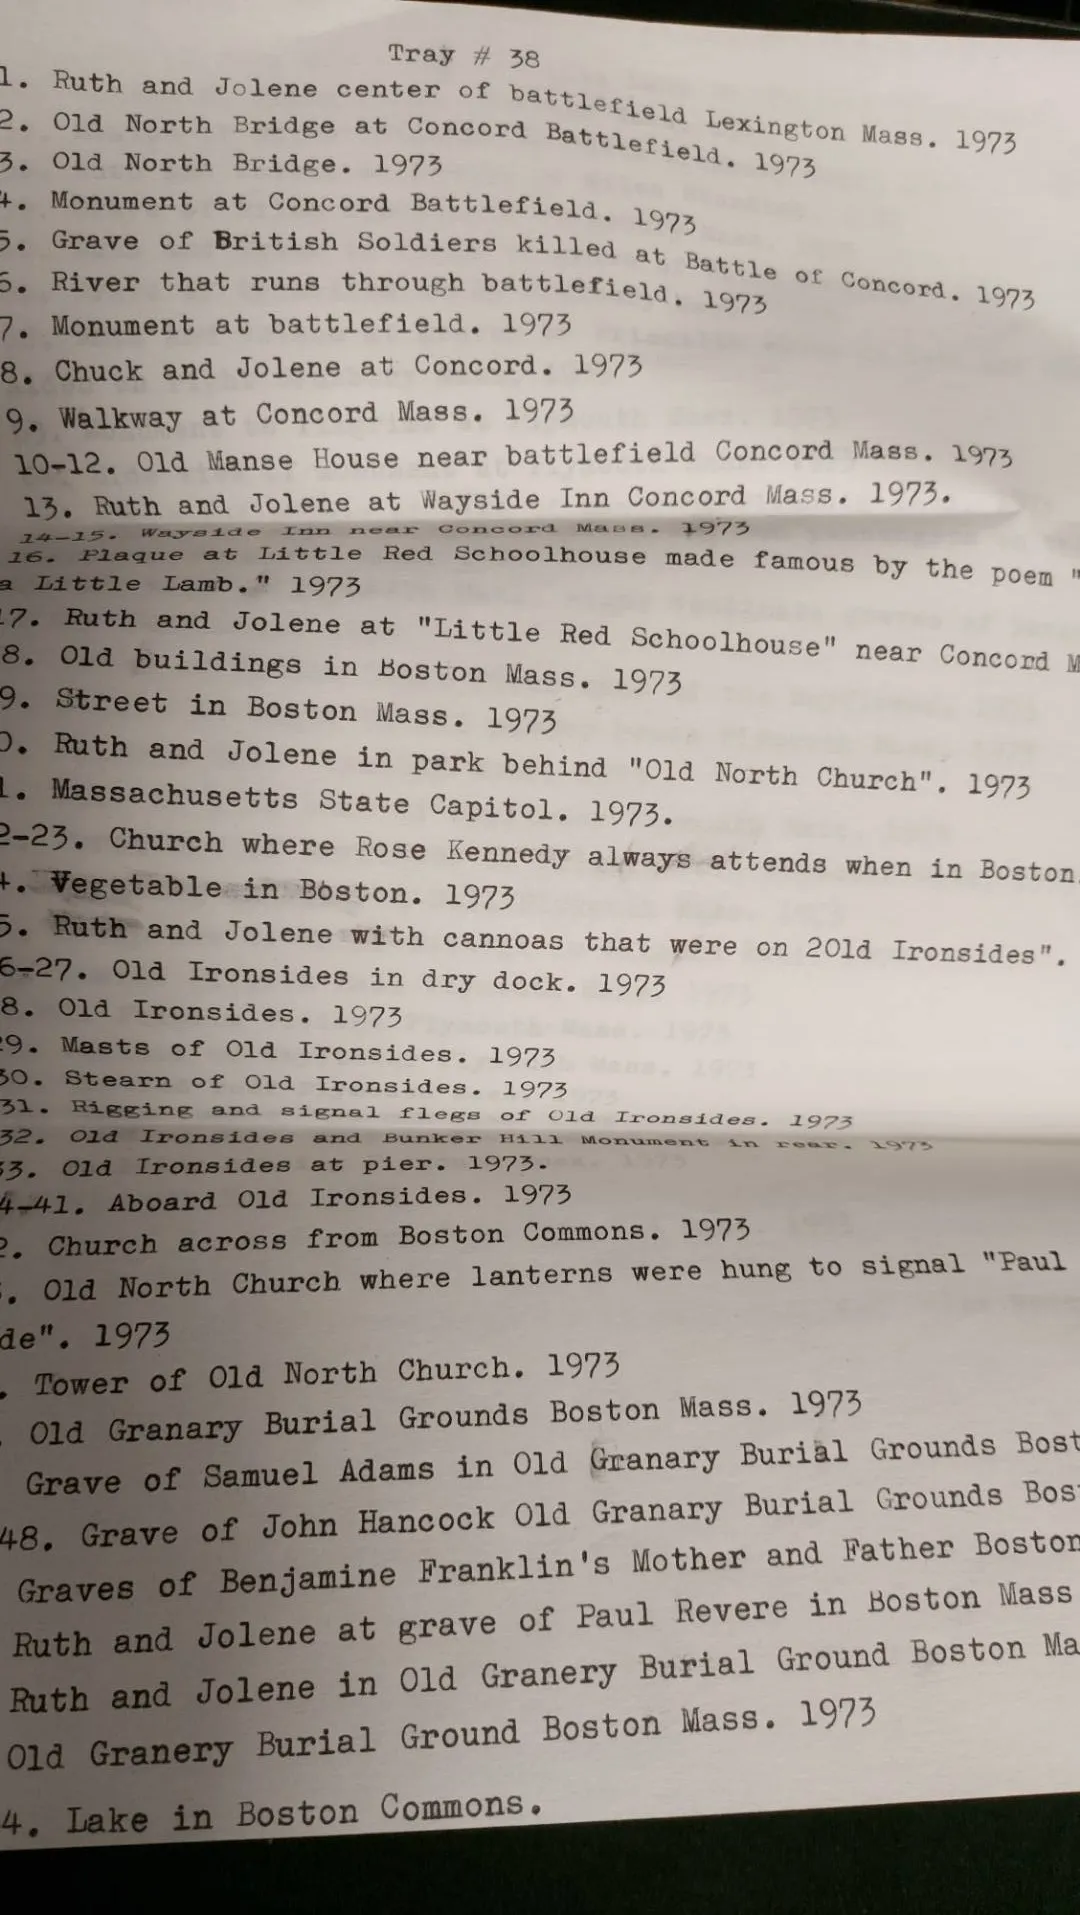 Tray # 38
1. Ruth and Jolene center of battlefield Lexington Mass. 1973
2. Old North Bridge at Concord Battlefield. 1973
3. Old North Bridge. 1973
4. Monument at Concord Battlefield. 1973
5. Grave of British Soldiers killed at Battle of Concord. 1973
6. River that runs through battlefield. 1973
7. Monument at battlefield. 1973
8. Chuck and Jolene at Concord. 1973
9. Walkway at Concord Mass. 1973
10-12. Old Manse House near battlefield Concord Mass. 1973
13. Ruth and Jolene at Wayside Inn Concord Mass. 1973.
14-15. Wayside Inn near Concord Mass. 1973
16. Plaque at Little Red Schoolhouse made famous by the poem "
a Little Lamb." 1973
17. Ruth and Jolene at "Little Red Schoolhouse" near Concord M
8. Old buildings in Boston Mass. 1973
9. Street in Boston Mass. 1973
0. Ruth and Jolene in park behind "Old North Church". 1973
1. Massachusetts State Capitol. 1973.
2-23. Church where Rose Kennedy always attends when in Boston.
4. Vegetable in Boston. 1973
5. Ruth and Jolene with cannoas that were on 2Old Ironsides".
6-27. Old Ironsides in dry dock. 1973
8. Old Ironsides. 1973
29. Masts of Old Ironsides. 1973
30. Stearn of Old Ironsides. 1973
31. Rigging and signal flegs of Old Ironsides. 1973
32. Old Ironsides and Bunker Hill Monument in rear. 1973
33. Old Ironsides at pier. 1973.
4-41. Aboard Old Ironsides. 1973
2. Church across from Boston Commons. 1973
. Old North Church where lanterns were hung to signal "Paul
de". 1973
. Tower of Old North Church. 1973
Old Granary Burial Grounds Boston Mass. 1973
Grave of Samuel Adams in Old Granary Burial Grounds Bost
48. Grave of John Hancock Old Granary Burial Grounds Bos
Graves of Benjamine Franklin's Mother and Father Boston
Ruth and Jolene at grave of Paul Revere in Boston Mass
Ruth and Jolene in Old Granery Burial Ground Boston Ma
Old Granery Burial Ground Boston Mass. 1973
4. Lake in Boston Commons.